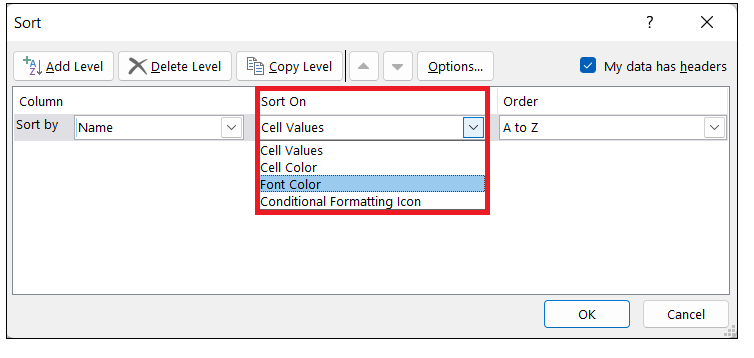 Sort ?
Add Level Delete Level Copy Level Options... My data has headers
Column Sort On Order
Sort by Name Cell Values A to Z
Cell Values
Cell Color
Font Color
Conditional Formatting Icon
OK Cancel